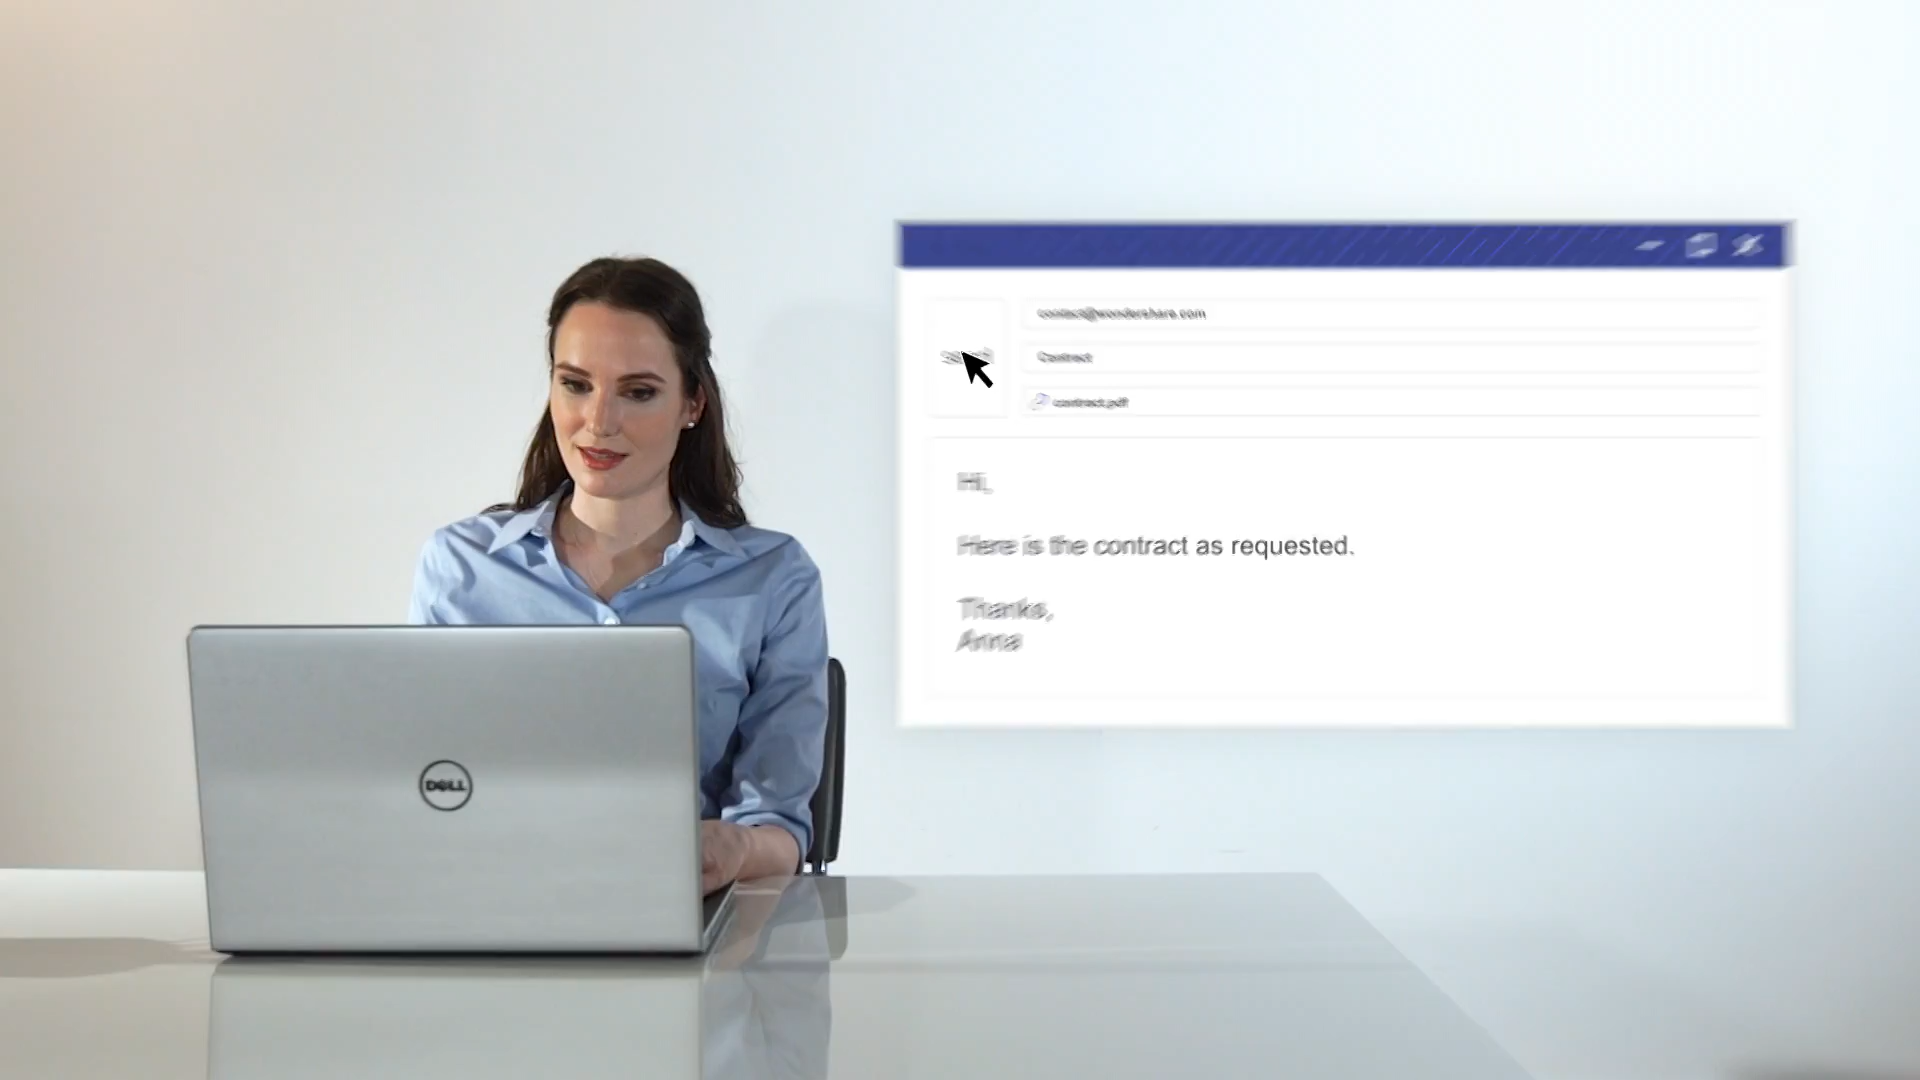 contact@wondershare.com
Contract
contract.pdf
Hi,
Here is the contract as requested.
Thanks,
Anna
DELL